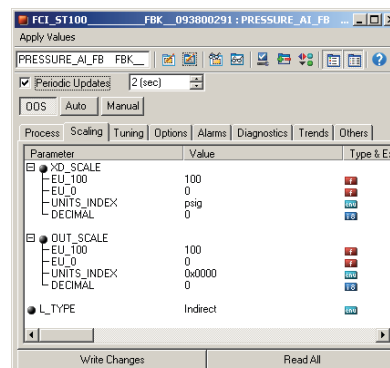 FCI_ST100________FBK__093800291 : PRESSURE_AI_FB ...
Apply Values
PRESSURE_AI_FB FBK__
Periodic Updates 2 (sec)
OOS Auto Manual
Process Scaling Tuning Options Alarms Diagnostics Trends Others
Parameter Value Type & E
XD_SCALE
EU_100 100
EU_0 0
UNITS_INDEX psig
DECIMAL 0
OUT_SCALE
EU_100 100
EU_0 0
UNITS_INDEX 0x0000
DECIMAL 0
L_TYPE Indirect
Write Changes Read All